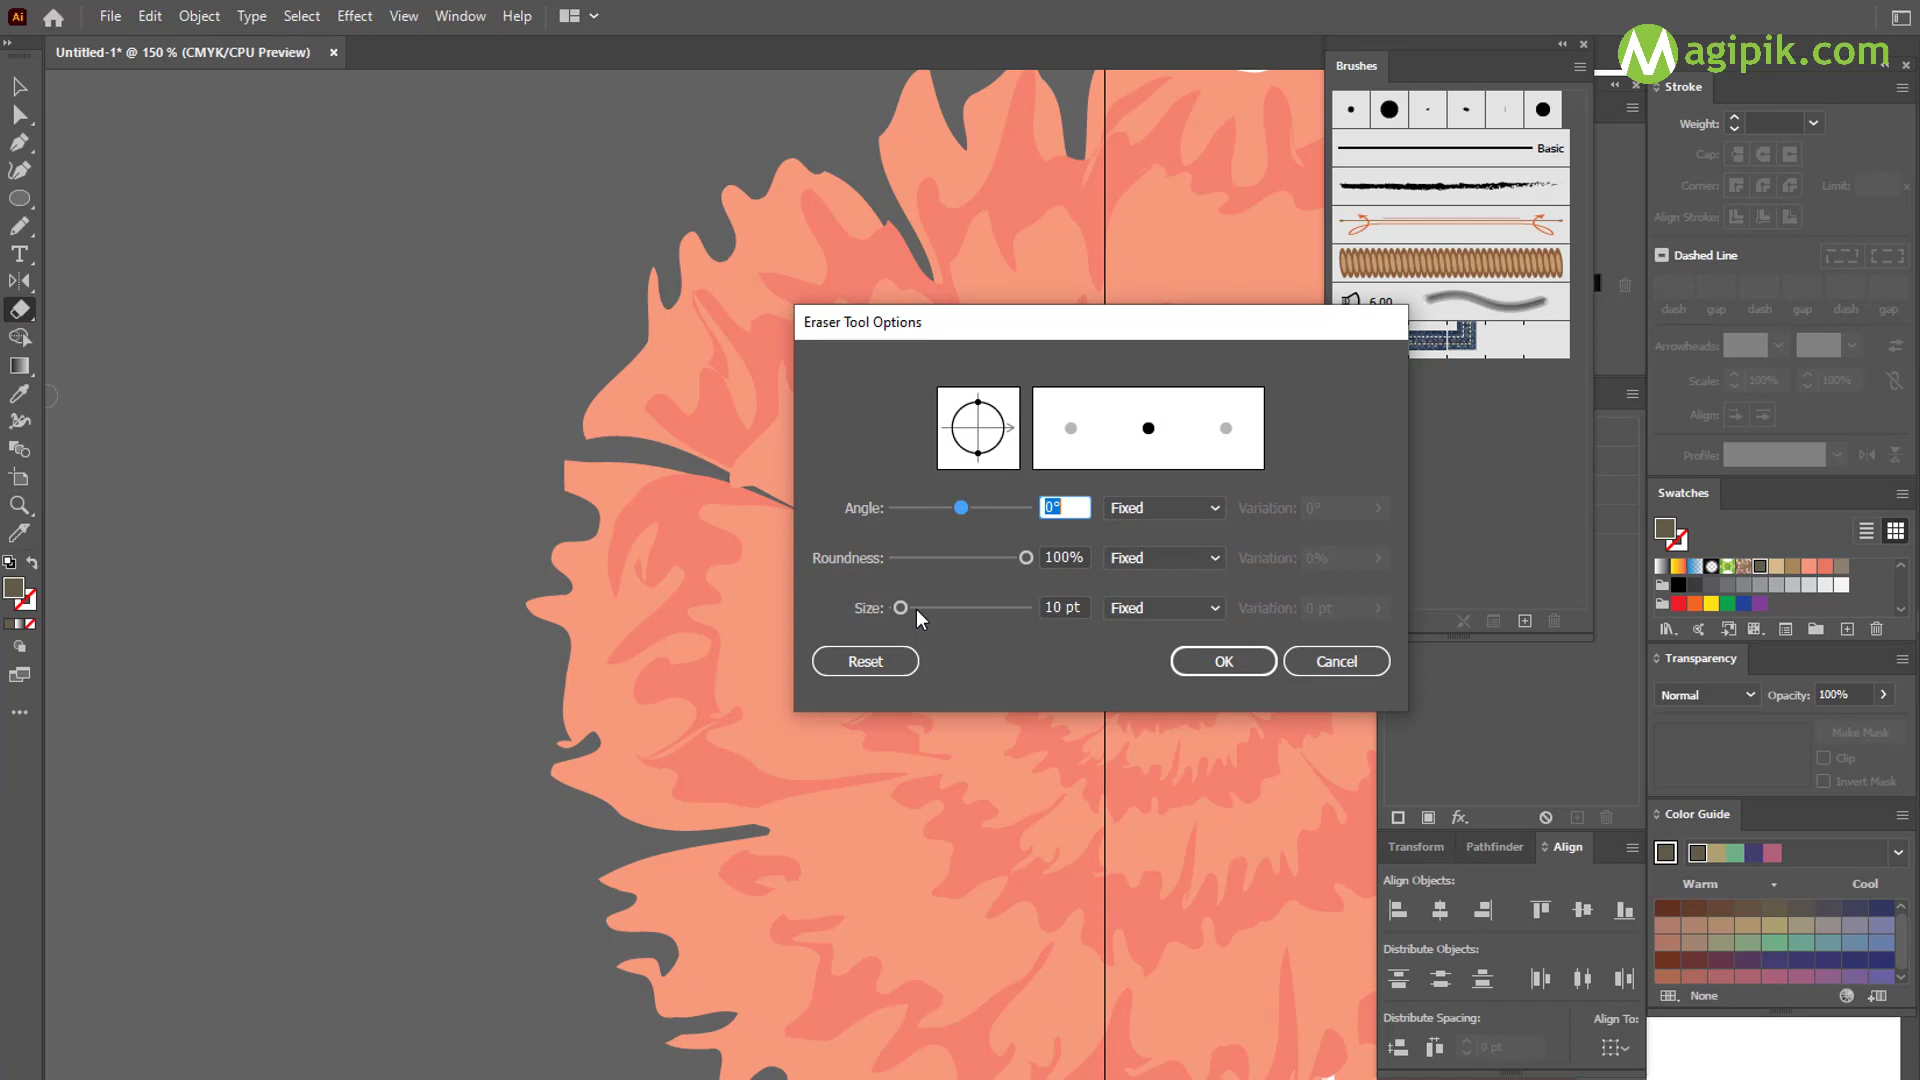 Ai File Edit Object Type Select Effect View Window Help
Magipik.com
Untitled-1* @ 150 % (CMYK/CPU Preview) ×
Brushes
Basic
6.00
Stroke
Weight:
Cap:
Corner: Limit: x
Align Stroke:
Dashed Line
dash gap dash gap dash gap
Arrowheads:
Scale: 100% 100%
Align:
Profile:
Eraser Tool Options
Angle: 0° Fixed Variation: 0°
Roundness: 100% Fixed Variation: 0%
Size: 10 pt Fixed Variation: 0 pt
Reset OK Cancel
Swatches
Transparency
Normal Opacity: 100%
Make Mask
Clip
Invert Mask
fx.
Color Guide
Warm Cool
None
Transform Pathfinder Align
Align Objects:
Distribute Objects:
Distribute Spacing: Align To:
0 pt